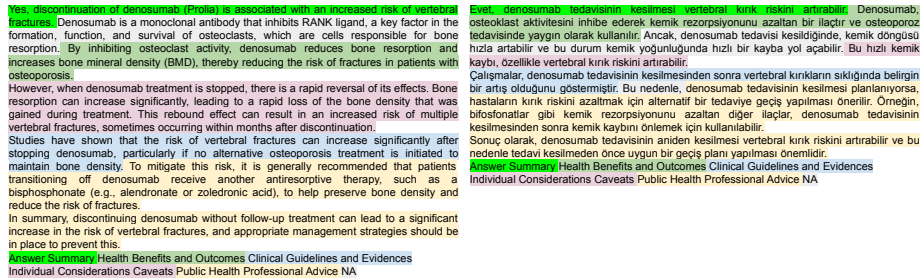 Yes, discontinuation of denosumab (Prolia) is associated with an increased risk of vertebral
fractures. Denosumab is a monoclonal antibody that inhibits RANK ligand, a key factor in the
formation, function, and survival of osteoclasts, which are cells responsible for bone
resorption. By inhibiting osteoclast activity, denosumab reduces bone resorption and
increases bone mineral density (BMD), thereby reducing the risk of fractures in patients with
osteoporosis.
However, when denosumab treatment is stopped, there is a rapid reversal of its effects. Bone
resorption can increase significantly, leading to a rapid loss of the bone density that was
gained during treatment. This rebound effect can result in an increased risk of multiple
vertebral fractures, sometimes occurring within months after discontinuation.
Studies have shown that the risk of vertebral fractures can increase significantly after
stopping denosumab, particularly if no alternative osteoporosis treatment is initiated to
maintain bone density. To mitigate this risk, it is generally recommended that patients
transitioning off denosumab receive another antiresorptive therapy, such as a
bisphosphonate (e.g., alendronate or zoledronic acid), to help preserve bone density and
reduce the risk of fractures.
In summary, discontinuing denosumab without follow-up treatment can lead to a significant
increase in the risk of vertebral fractures, and appropriate management strategies should be
in place to prevent this.
Answer Summary Health Benefits and Outcomes Clinical Guidelines and Evidences
Individual Considerations Caveats Public Health Professional Advice NA
Evet, denosumab tedavisinin kesilmesi vertebral kırık riskini artırabilir. Denosumab,
osteoklast aktivitesini inhibe ederek kemik rezorpsiyonunu azaltan bir ilaçtır ve osteoporoz
tedavisinde yaygın olarak kullanılır. Ancak, denosumab tedavisi kesildiğinde, kemik döngüsü
hızla artabilir ve bu durum kemik yoğunluğunda hızlı bir kayba yol açabilir. Bu hızlı kemik
kaybı, özellikle vertebral kırık riskini artırabilir.
Çalışmalar, denosumab tedavisinin kesilmesinden sonra vertebral kırıkların sıklığında belirgin
bir artış olduğunu göstermiştir. Bu nedenle, denosumab tedavisinin kesilmesi planlanıyorsa,
hastaların kırık riskini azaltmak için alternatif bir tedaviye geçiş yapılması önerilir. Örneğin,
bifosfonatlar gibi kemik rezorpsiyonunu azaltan diğer ilaçlar, denosumab tedavisinin
kesilmesinden sonra kemik kaybını önlemek için kullanılabilir.
Sonuç olarak, denosumab tedavisinin aniden kesilmesi vertebral kırık riskini artırabilir ve bu
nedenle tedavi kesilmeden önce uygun bir geçiş planı yapılması önemlidir.
Answer Summary Health Benefits and Outcomes Clinical Guidelines and Evidences
Individual Considerations Caveats Public Health Professional Advice NA